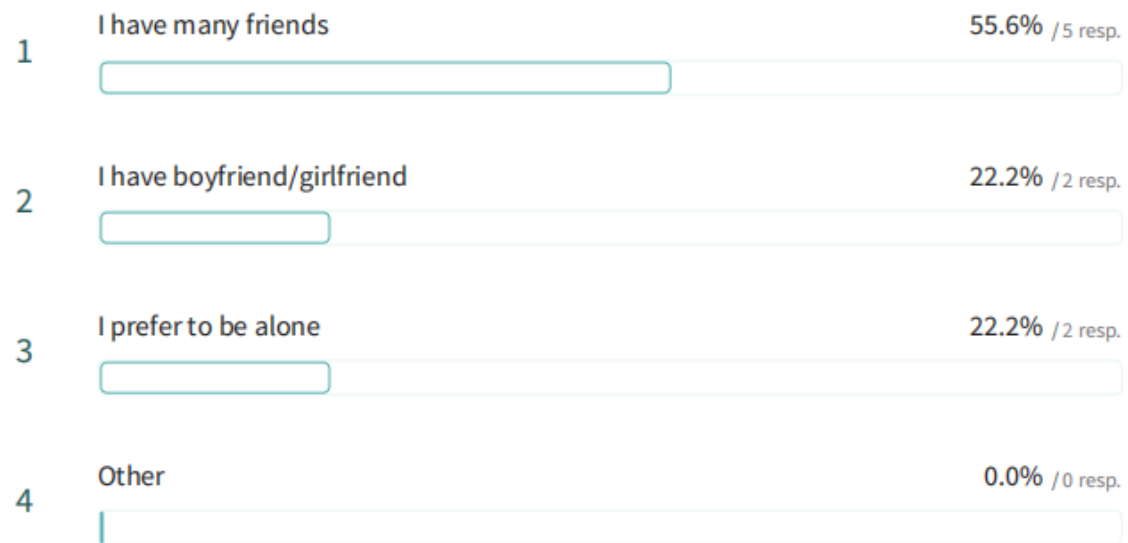 1 I have many friends 55.6% / 5 resp.
2 I have boyfriend/girlfriend 22.2% / 2 resp.
3 I prefer to be alone 22.2% / 2 resp.
4 Other 0.0% / 0 resp.